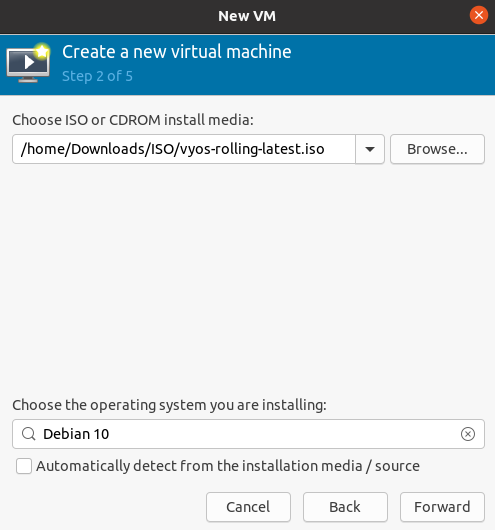 New VM
Create a new virtual machine
Step 2 of 5
Choose ISO or CDROM install media:
/home/Downloads/ISO/vyos-rolling-latest.iso
Browse...
Choose the operating system you are installing:
Debian 10
Automatically detect from the installation media / source
Cancel
Back
Forward